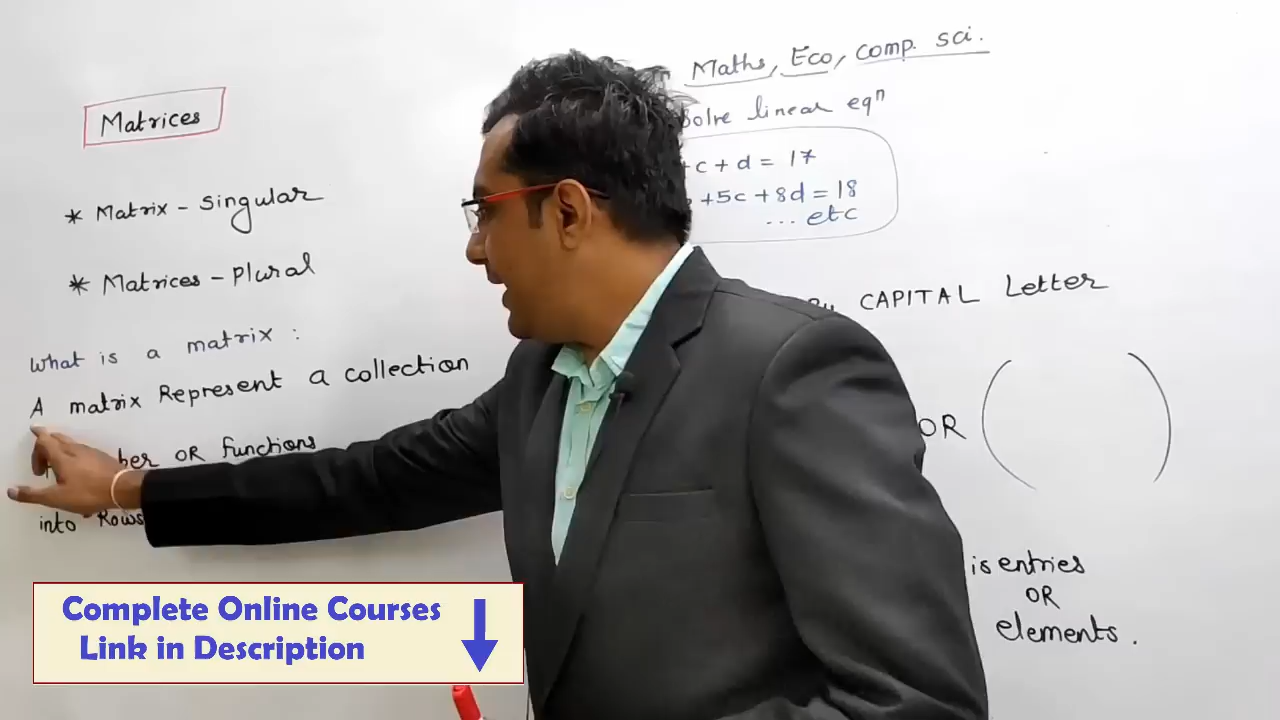 Matrices
* Matrix - Singular
* Matrices - Plural
What is a matrix :
A matrix Represent a collection
OR functions
into Rows
Maths, Eco, comp. sci.
Solve linear eqⁿ
+ c + d = 17
+5c + 8d = 18
... etc
By CAPITAL Letter
OR ( )
is entries
OR
elements.
Complete Online Courses
Link in Description